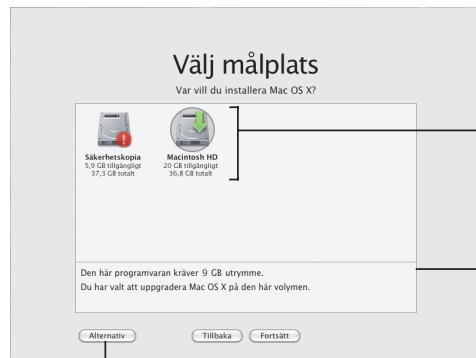 Välj målplats
Var vill du installera Mac OS X?
Säkerhetskopia
5,9 GB tillgängligt
37,3 GB totalt
Macintosh HD
20 GB tillgängligt
36,8 GB totalt
Den här programvaran kräver 9 GB utrymme.
Du har valt att uppgradera Mac OS X på den här volymen.
Alternativ
Tillbaka
Fortsätt